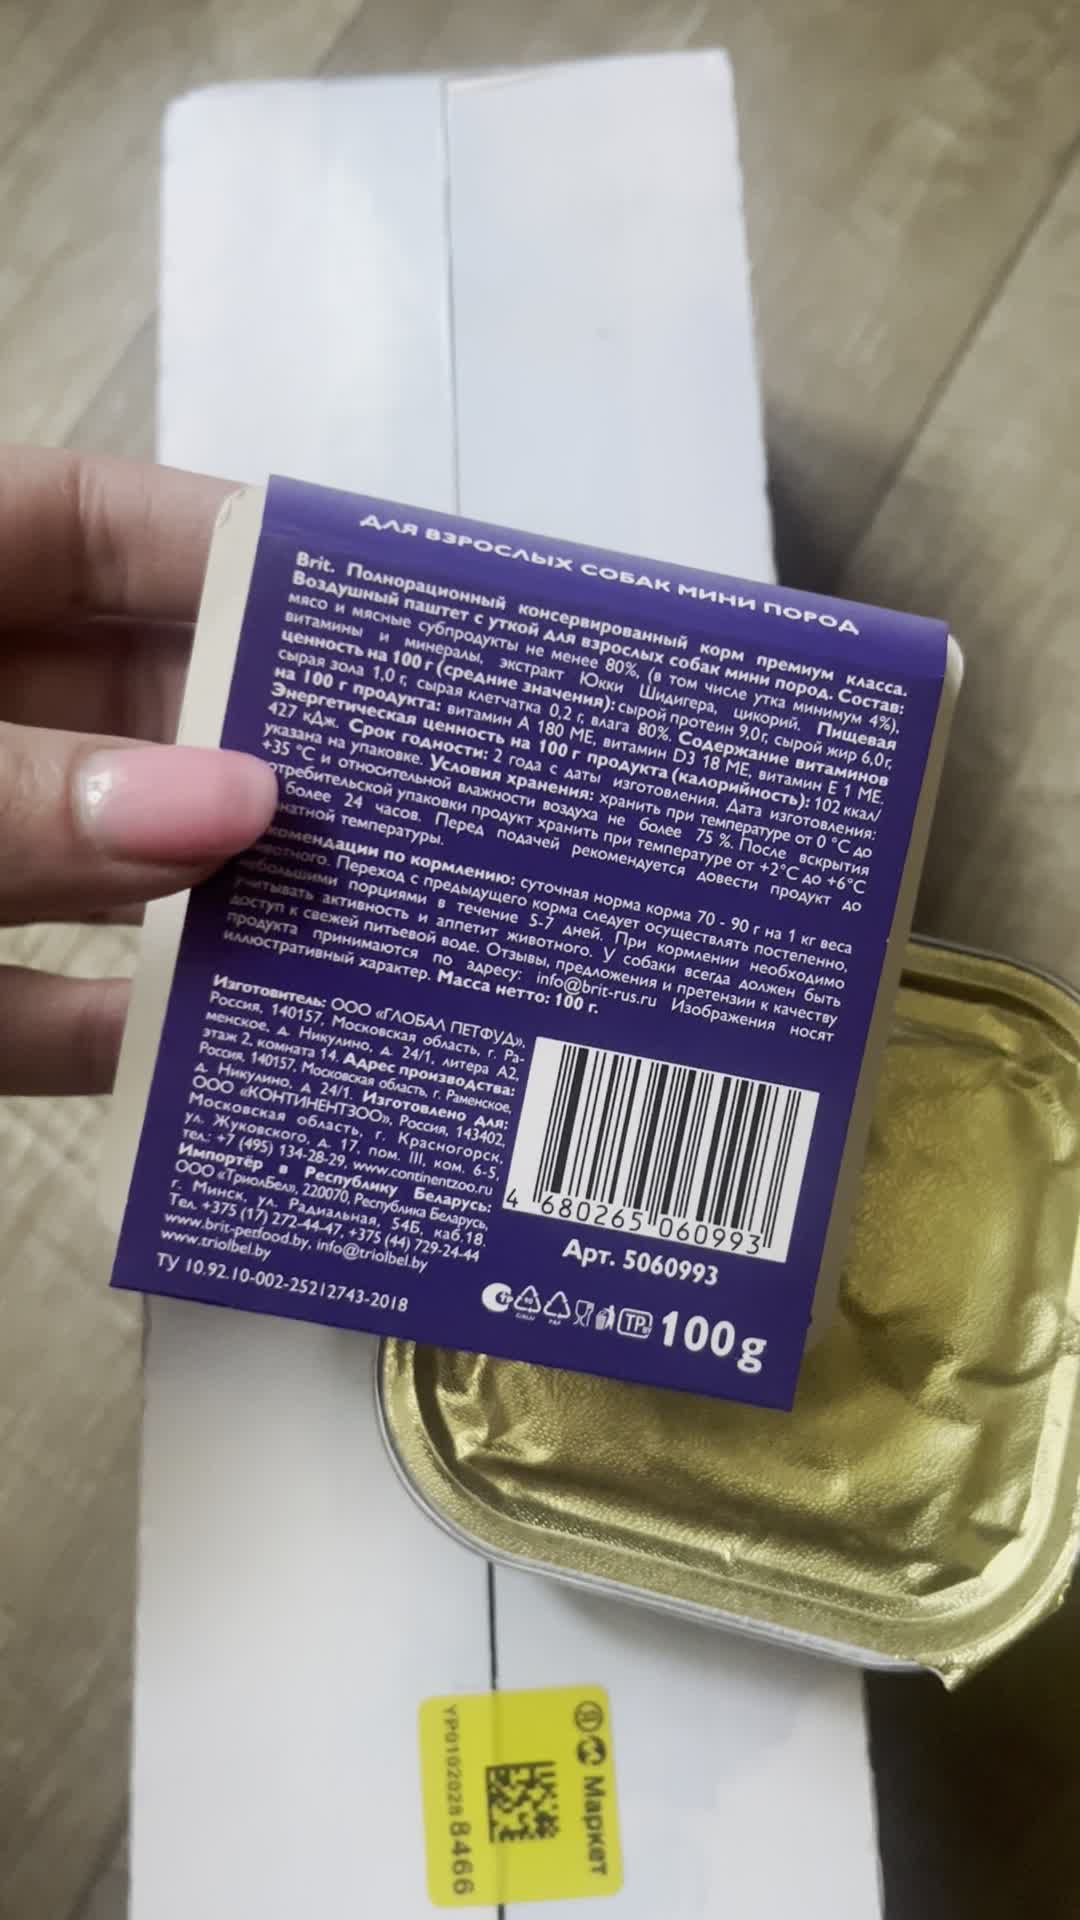 ДЛЯ ВЗРОСЛЫХ СОБАК МИНИ ПОРОД
Brit. Полнорационный консервированный корм премиум класса.
Воздушный паштет с уткой для взрослых собак мини пород. Состав:
мясо и мясные субпродукты не менее 80%, (в том числе утка минимум 4%),
витамины и минералы, экстракт Юкки Шидигера, цикорий. Пищевая
ценность на 100 г (средние значения): сырой протеин 9,0г, сырой жир 6,0г,
сырая зола 1,0 г, сырая клетчатка 0,2 г, влага 80%. Содержание витаминов
на 100 г продукта: витамин А 180 МЕ, витамин D3 18 МЕ, витамин Е 1 МЕ.
Энергетическая ценность на 100 г продукта (калорийность): 102 ккал/
427 кДж. Срок годности: 2 года с даты изготовления. Дата изготовления:
указана на упаковке. Условия хранения: хранить при температуре от 0 °С до
+35 °С и относительной влажности воздуха не более 75 %. После вскрытия
отребительской упаковки продукт хранить при температуре от +2°С до +6°С
более 24 часов. Перед подачей рекомендуется довести продукт до
натной температуры.
комендации по кормлению: суточная норма корма 70 - 90 г на 1 кг веса
вотного. Переход с предыдущего корма следует осуществлять постепенно,
небольшими порциями в течение 5-7 дней. При кормлении необходимо
учитывать активность и аппетит животного. У собаки всегда должен быть
доступ к свежей питьевой воде. Отзывы, предложения и претензии к качеству
продукта принимаются по адресу: info@brit-rus.ru Изображения носят
иллюстративный характер. Масса нетто: 100 г.
Изготовитель: ООО «ГЛОБАЛ ПЕТФУД»,
Россия, 140157, Московская область, г. Ра-
менское, д. Никулино, д. 24/1, литера А2,
этаж 2, комната 14. Адрес производства:
Россия, 140157, Московская область, г. Раменское,
д. Никулино, д. 24/1. Изготовлено для:
ООО «КОНТИНЕНТЗОО», Россия, 143402,
Московская область, г. Красногорск,
ул. Жуковского, д. 17, пом. III, ком. 6-5,
тел.: +7 (495) 134-28-29, www.continentzoo.ru
Импортёр в Республику Беларусь:
ООО «ТриолБел», 220070, Республика Беларусь,
г. Минск, ул. Радиальная, 54Б, каб.18.
Тел. +375 (17) 272-44-47, +375 (44) 729-24-44
www.brit-petfood.by, info@triolbel.by
www.triolbel.by
ТУ 10.92.10-002-25212743-2018
4 680265 060993
Арт. 5060993
ТР
100 g
Маркет
YP0102028 8466